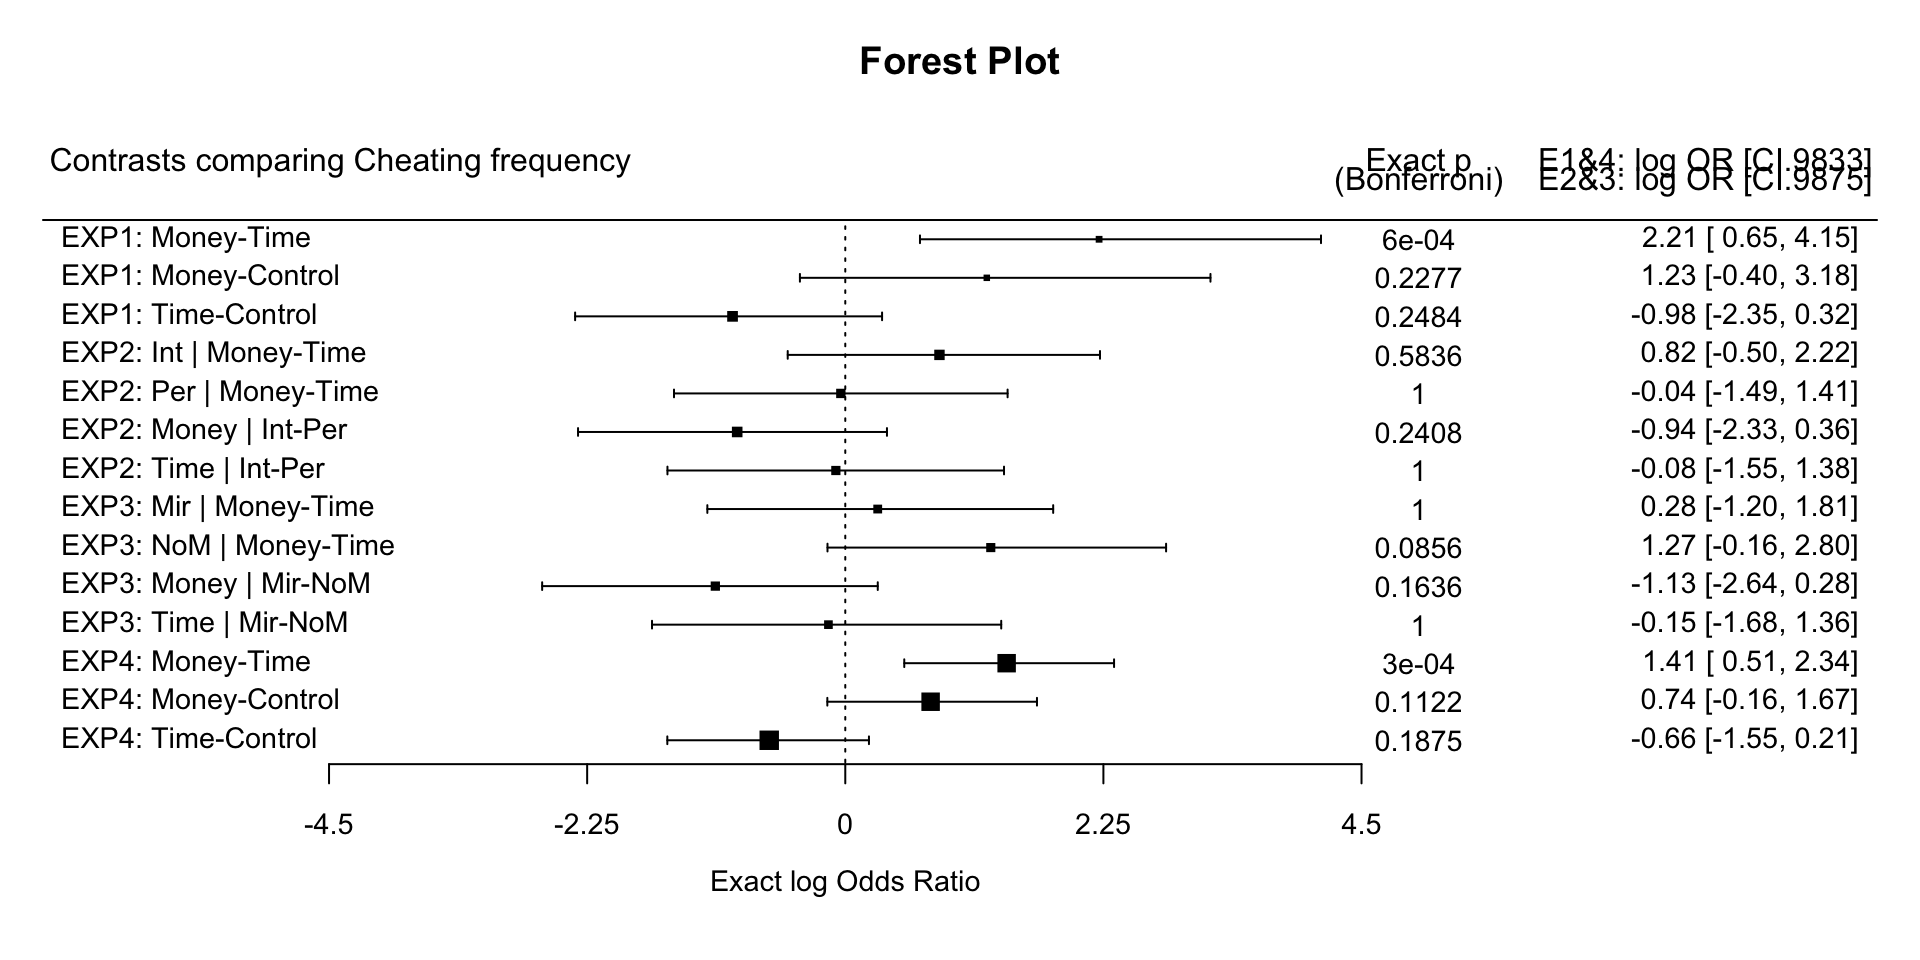 Forest Plot
Contrasts comparing Cheating frequency
Exact p
(Bonferroni)
E1&4: log OR [CI.9833]
E2&3: log OR [CI.9875]
EXP1: Money-Time 6e-04 2.21 [ 0.65, 4.15]
EXP1: Money-Control 0.2277 1.23 [-0.40, 3.18]
EXP1: Time-Control 0.2484 -0.98 [-2.35, 0.32]
EXP2: Int | Money-Time 0.5836 0.82 [-0.50, 2.22]
EXP2: Per | Money-Time 1 -0.04 [-1.49, 1.41]
EXP2: Money | Int-Per 0.2408 -0.94 [-2.33, 0.36]
EXP2: Time | Int-Per 1 -0.08 [-1.55, 1.38]
EXP3: Mir | Money-Time 1 0.28 [-1.20, 1.81]
EXP3: NoM | Money-Time 0.0856 1.27 [-0.16, 2.80]
EXP3: Money | Mir-NoM 0.1636 -1.13 [-2.64, 0.28]
EXP3: Time | Mir-NoM 1 -0.15 [-1.68, 1.36]
EXP4: Money-Time 3e-04 1.41 [ 0.51, 2.34]
EXP4: Money-Control 0.1122 0.74 [-0.16, 1.67]
EXP4: Time-Control 0.1875 -0.66 [-1.55, 0.21]
-4.5 -2.25 0 2.25 4.5
Exact log Odds Ratio